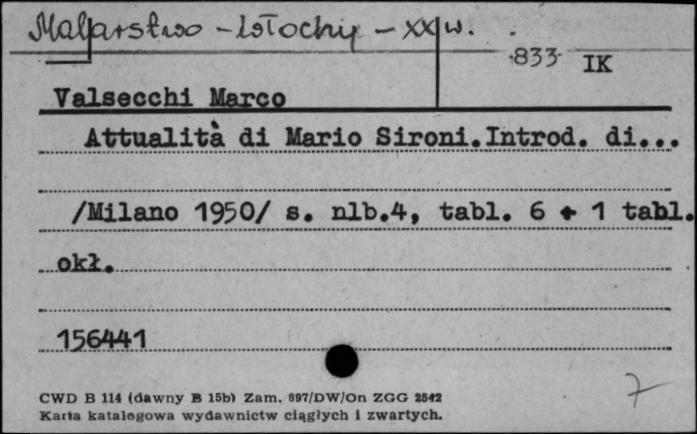 Malarstwo - Włochy - XX w.
833 IK
Valsecchi Marco
Attualità di Mario Sironi.Introd. di...
/Milano 1950/ s. nlb.4, tabl. 6 + 1 tabl.
okł.
156441
7
CWD B 114 (dawny B 15b) Zam. 697/DW/On ZGG 2542
Karta katalogowa wydawnictw ciągłych i zwartych.